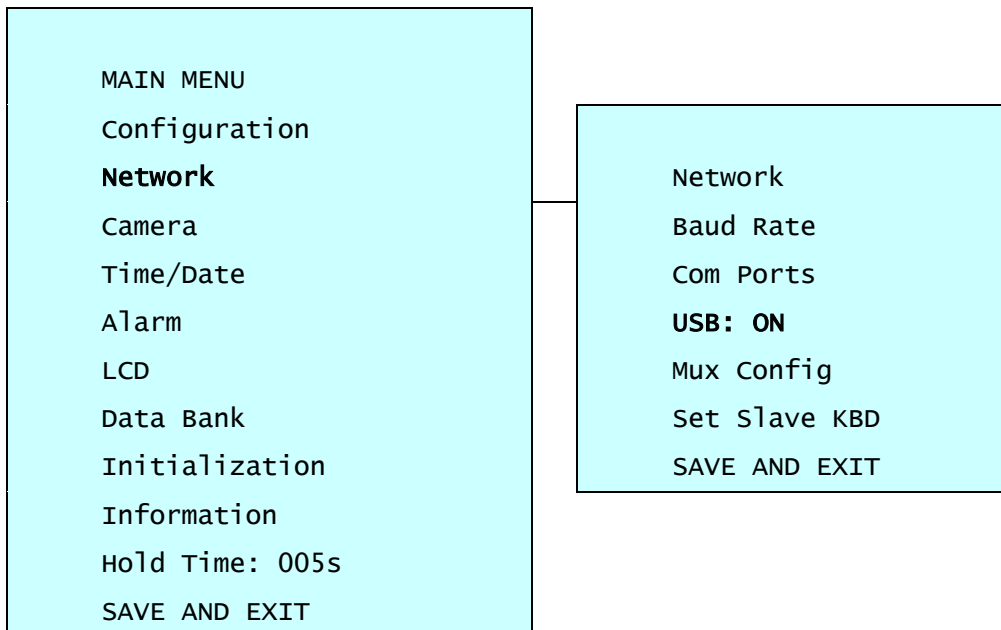 MAIN MENU
Configuration
Network
Camera
Time/Date
Alarm
LCD
Data Bank
Initialization
Information
Hold Time: 005s
SAVE AND EXIT
Network
Baud Rate
Com Ports
USB: ON
Mux Config
Set Slave KBD
SAVE AND EXIT